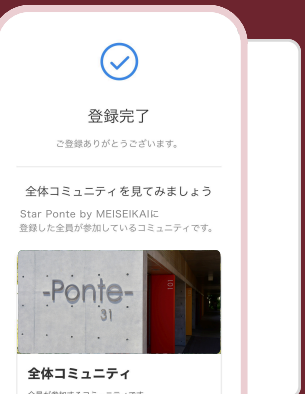 登録完了
ご登録ありがとうございます。
全体コミュニティを見てみましょう
Star Ponte by MEISEIKAIに
登録した全員が参加しているコミュニティです。
-Ponte-
31
101
全体コミュニティ